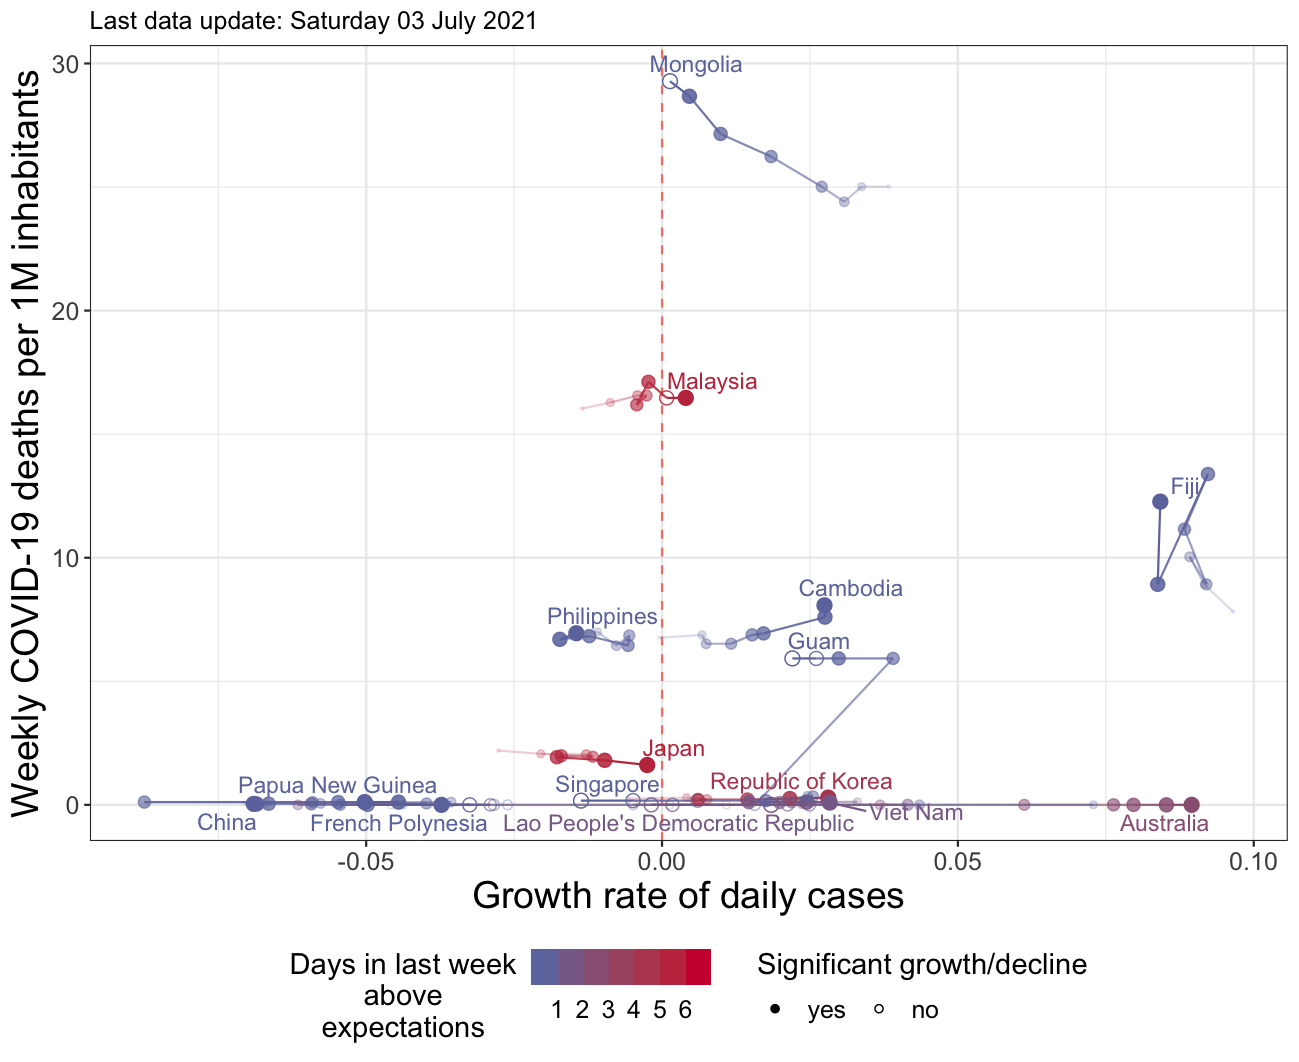 Last data update: Saturday 03 July 2021
Weekly COVID-19 deaths per 1M inhabitants
30
20
10
0
Mongolia
Malaysia
Fiji
Cambodia
Philippines
Guam
Japan
Papua New Guinea
Singapore
Republic of Korea
China
French Polynesia
Lao People's Democratic Republic
Viet Nam
Australia
-0.05
0.00
0.05
0.10
Growth rate of daily cases
Days in last week
above
expectations
1 2 3 4 5 6
Significant growth/decline
yes
no